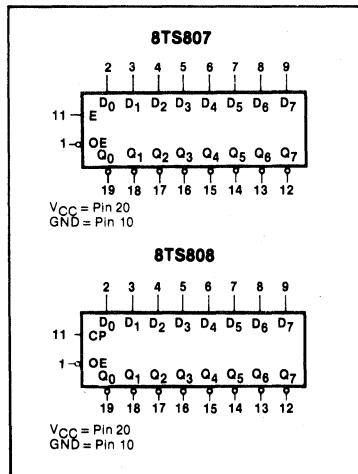 8TS807
2 3 4 5 6 7 8 9
D0 D1 D2 D3 D4 D5 D6 D7
11 E
1 OE
Q0 Q1 Q2 Q3 Q4 Q5 Q6 Q7
19 18 17 16 15 14 13 12
VCC = Pin 20
GND = Pin 10
8TS808
2 3 4 5 6 7 8 9
D0 D1 D2 D3 D4 D5 D6 D7
11 CP
1 OE
Q0 Q1 Q2 Q3 Q4 Q5 Q6 Q7
19 18 17 16 15 14 13 12
VCC = Pin 20
GND = Pin 10